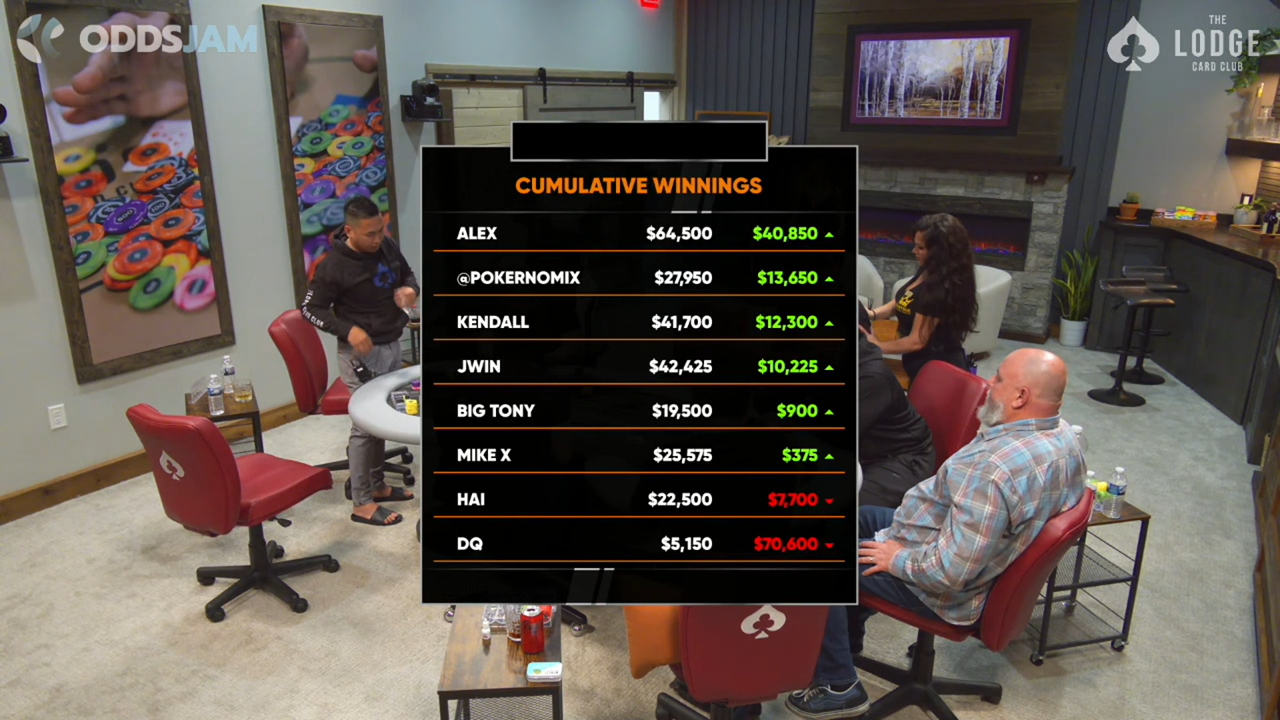 ODDSJAM
THE
LODGE
CARD CLUB
CUMULATIVE WINNINGS
ALEX $64,500 $40,850
@POKERNOMIX $27,950 $13,650
KENDALL $41,700 $12,300
JWIN $42,425 $10,225
BIG TONY $19,500 $900
MIKE X $25,575 $375
HAI $22,500 $7,700
DQ $5,150 $70,600